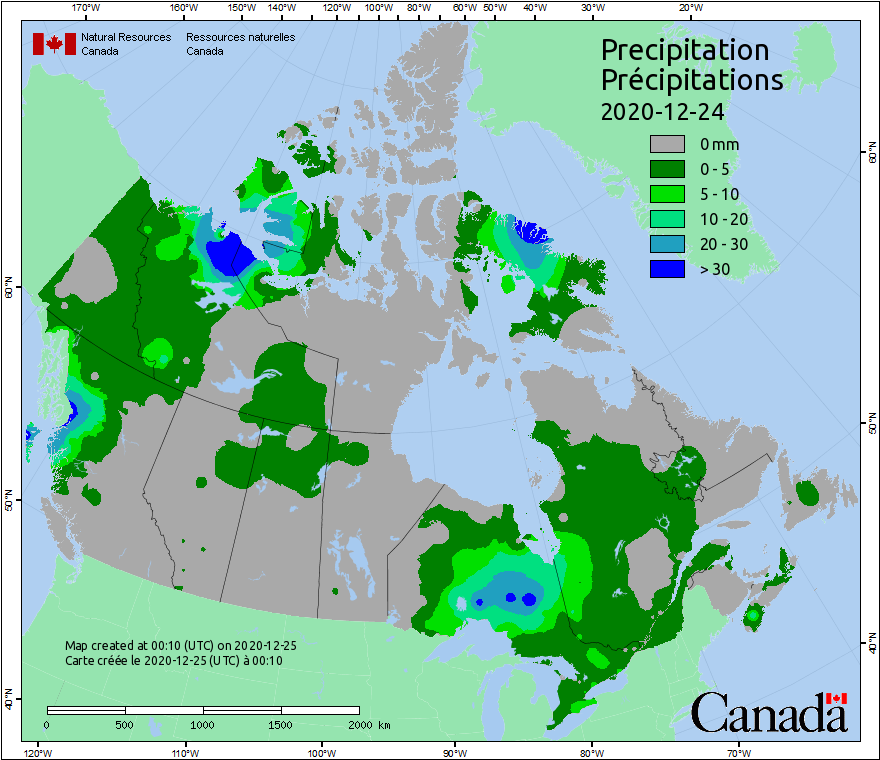 170°W 160°W 150°W 140°W 120°W 100°W 80°W 60°W 50°W 40°W 30°W 20°W
Natural Resources Ressources naturelles
Canada Canada
Precipitation
Précipitations
2020-12-24
0 mm
0 - 5
5 - 10
10 - 20
20 - 30
> 30
60°N
60°N
50°N
50°N
40°N
40°N
Map created at 00:10 (UTC) on 2020-12-25
Carte créée le 2020-12-25 (UTC) à 00:10
0 500 1000 1500 2000 km
Canada
120°W 110°W 100°W 90°W 80°W 70°W